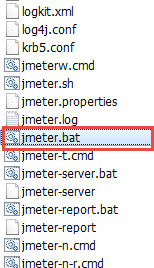 logkit.xml
log4j.conf
krb5.conf
jmeterw.cmd
jmeter.sh
jmeter.properties
jmeter.log
jmeter.bat
jmeter-t.cmd
jmeter-server.bat
jmeter-server
jmeter-report.bat
jmeter-report
jmeter-n.cmd
jmeter-n-r.cmd